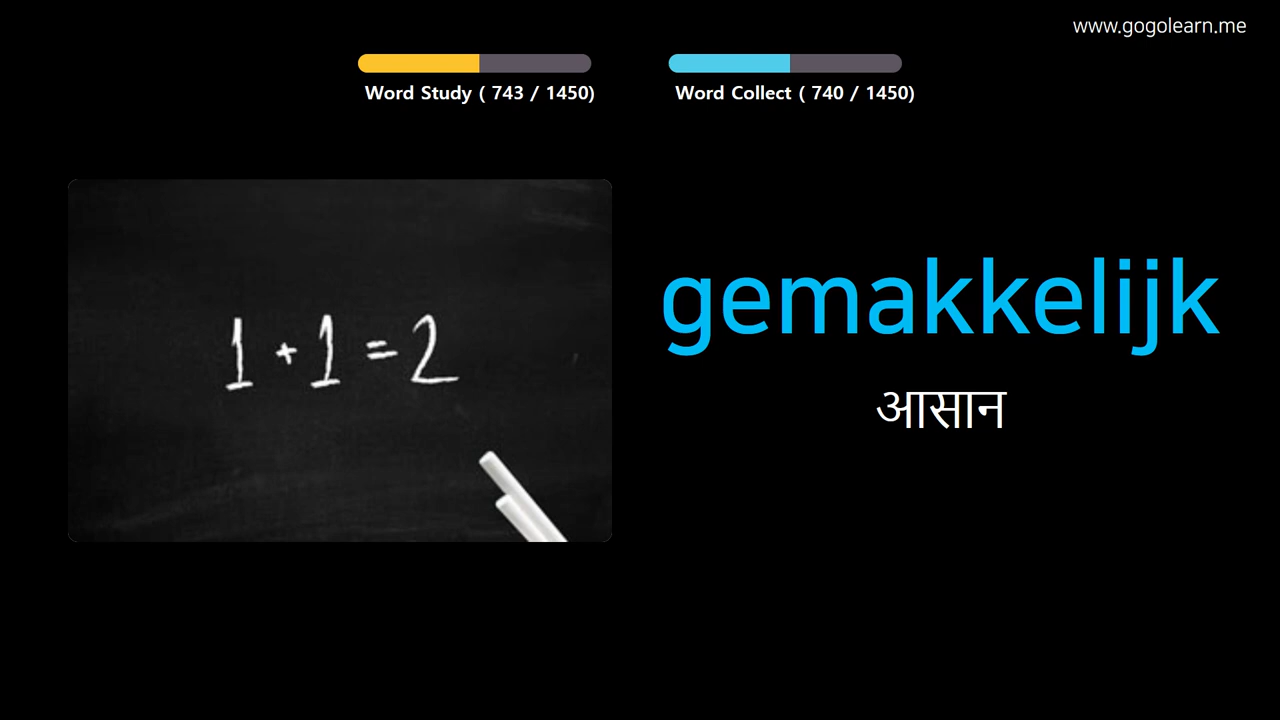 www.gogolearn.me
Word Study ( 743 / 1450)
Word Collect ( 740 / 1450)
1 + 1 = 2
gemakkelijk
आसान